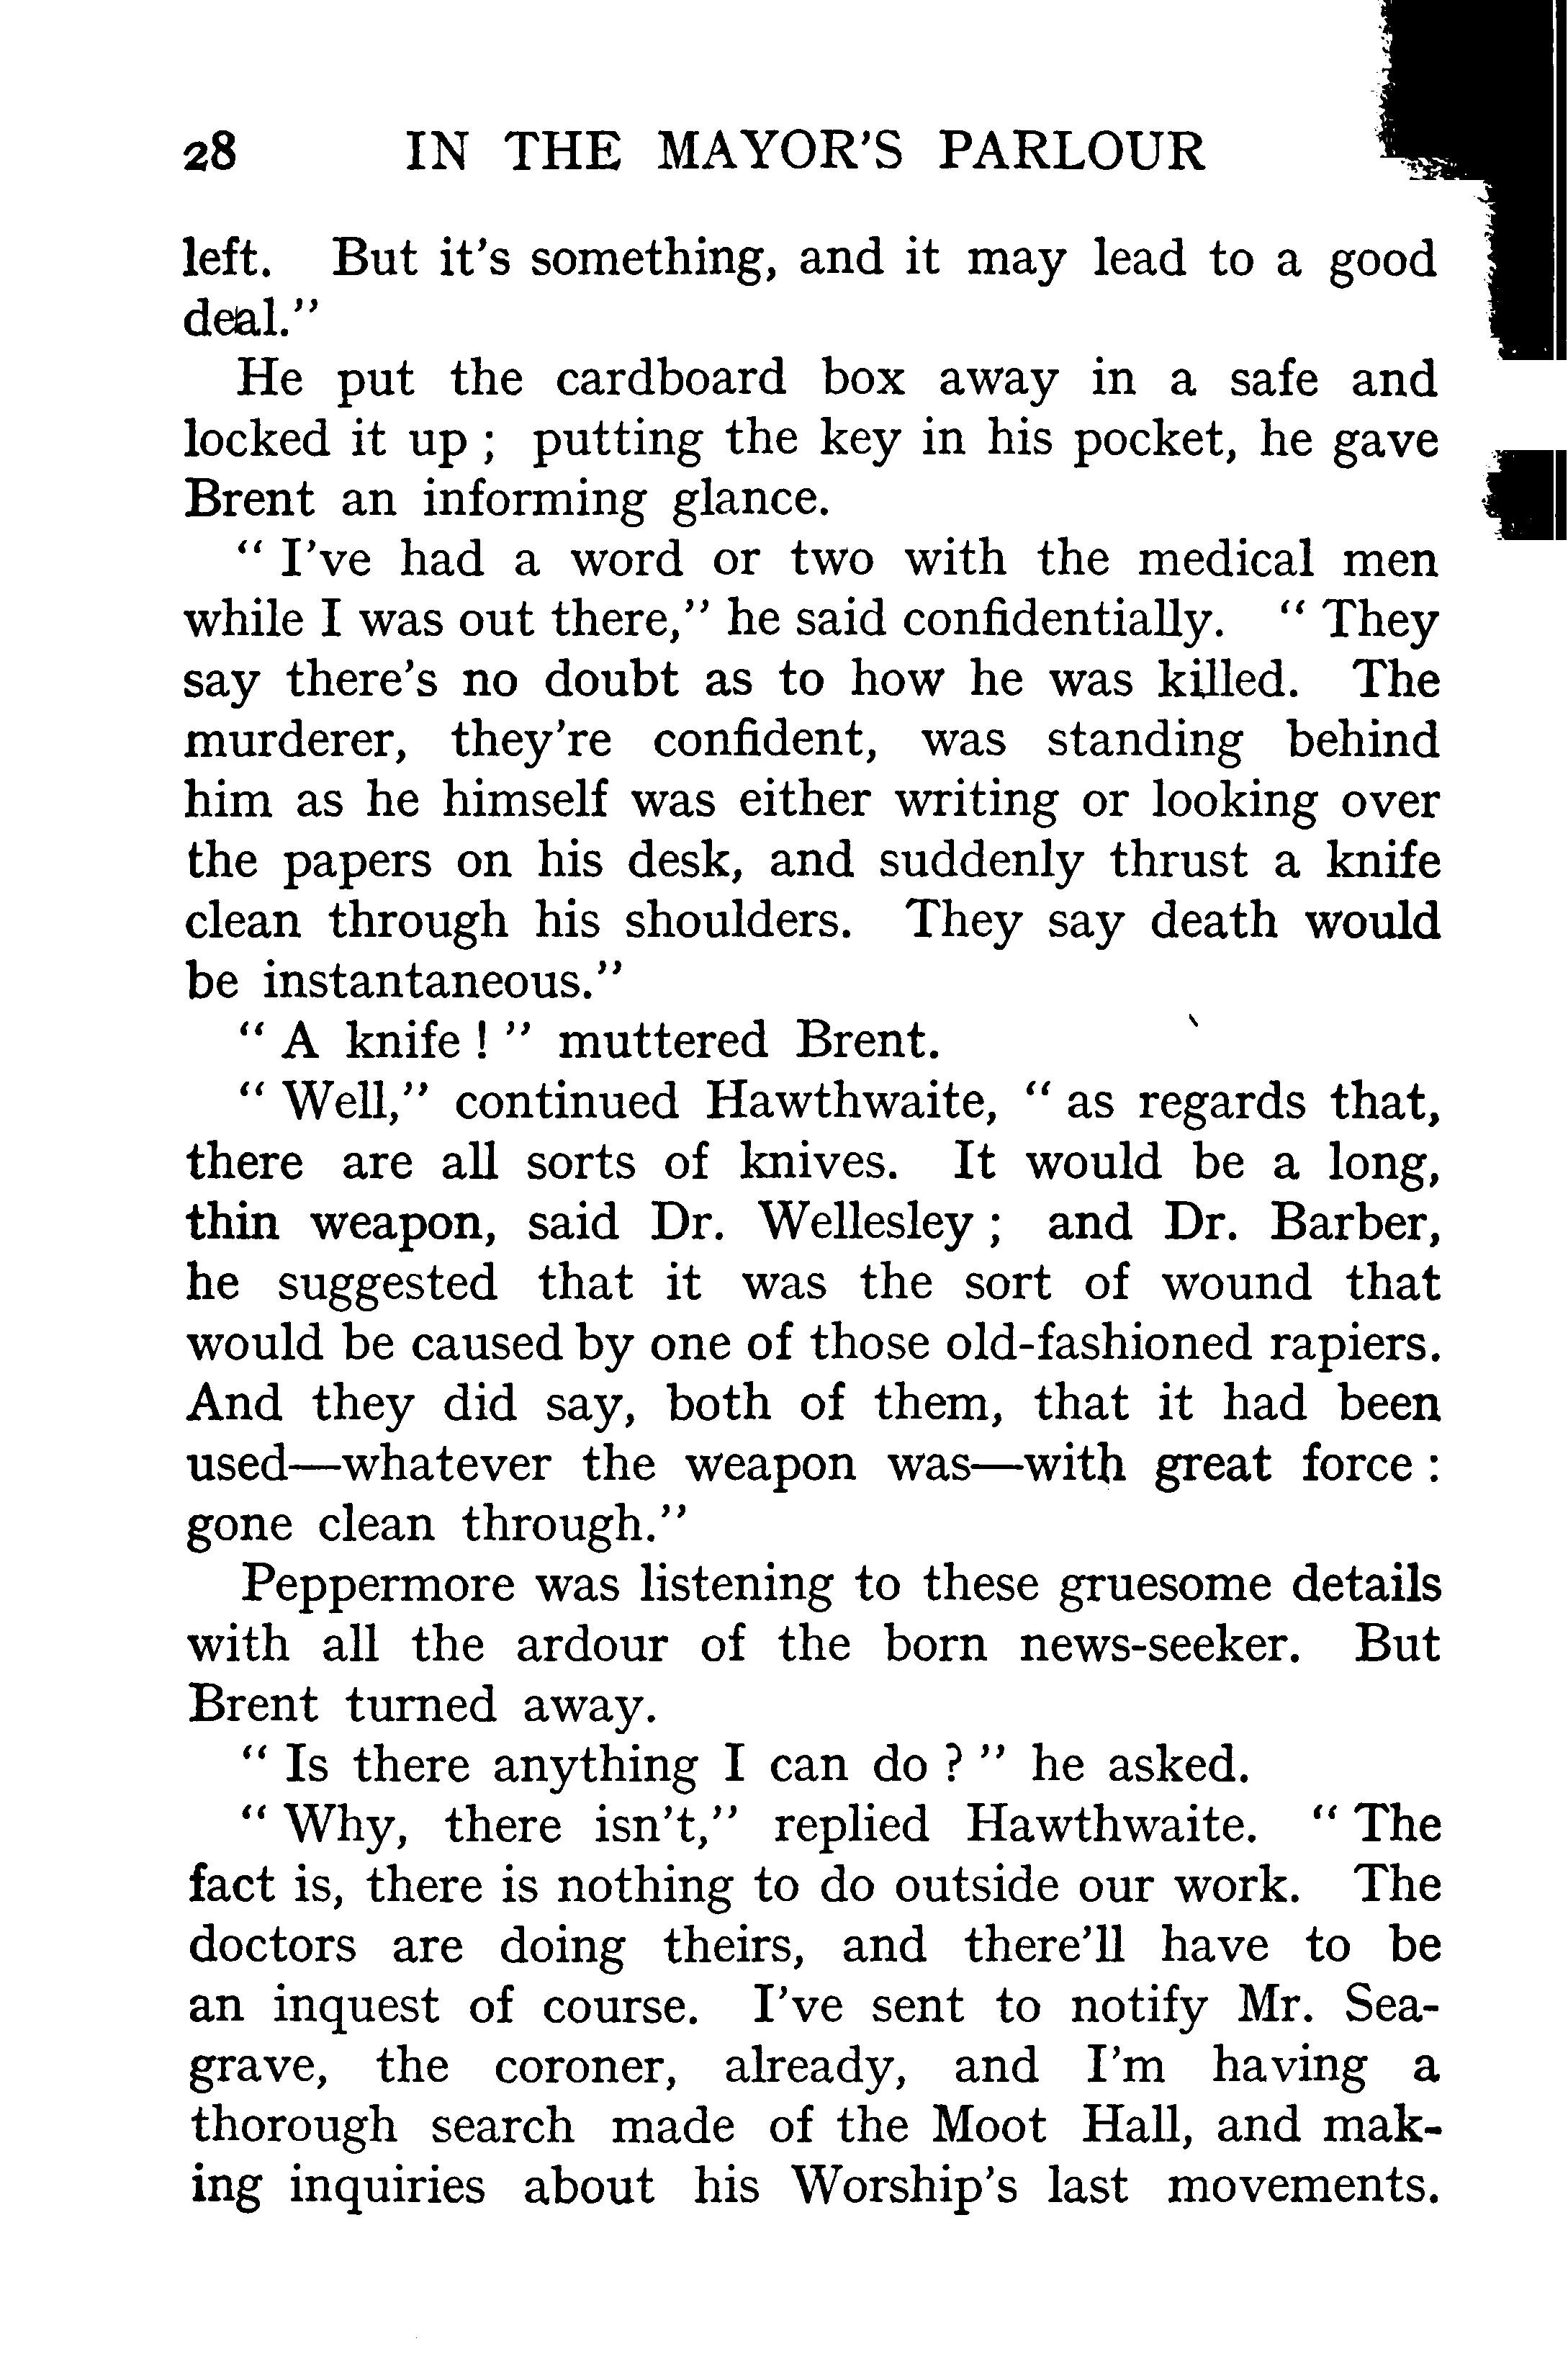 28 IN THE MAYOR'S PARLOUR
left. But it's something, and it may lead to a good
deal."
He put the cardboard box away in a safe and
locked it up ; putting the key in his pocket, he gave
Brent an informing glance.
" I've had a word or two with the medical men
while I was out there," he said confidentially. " They
say there's no doubt as to how he was killed. The
murderer, they're confident, was standing behind
him as he himself was either writing or looking over
the papers on his desk, and suddenly thrust a knife
clean through his shoulders. They say death would
be instantaneous."
" A knife ! " muttered Brent.
" Well," continued Hawthwaite, " as regards that,
there are all sorts of knives. It would be a long,
thin weapon, said Dr. Wellesley ; and Dr. Barber,
he suggested that it was the sort of wound that
would be caused by one of those old-fashioned rapiers.
And they did say, both of them, that it had been
used—whatever the weapon was—with great force :
gone clean through."
Peppermore was listening to these gruesome details
with all the ardour of the born news-seeker. But
Brent turned away.
" Is there anything I can do ? " he asked.
" Why, there isn't," replied Hawthwaite. " The
fact is, there is nothing to do outside our work. The
doctors are doing theirs, and there'll have to be
an inquest of course. I've sent to notify Mr. Sea-
grave, the coroner, already, and I'm having a
thorough search made of the Moot Hall, and mak-
ing inquiries about his Worship's last movements.